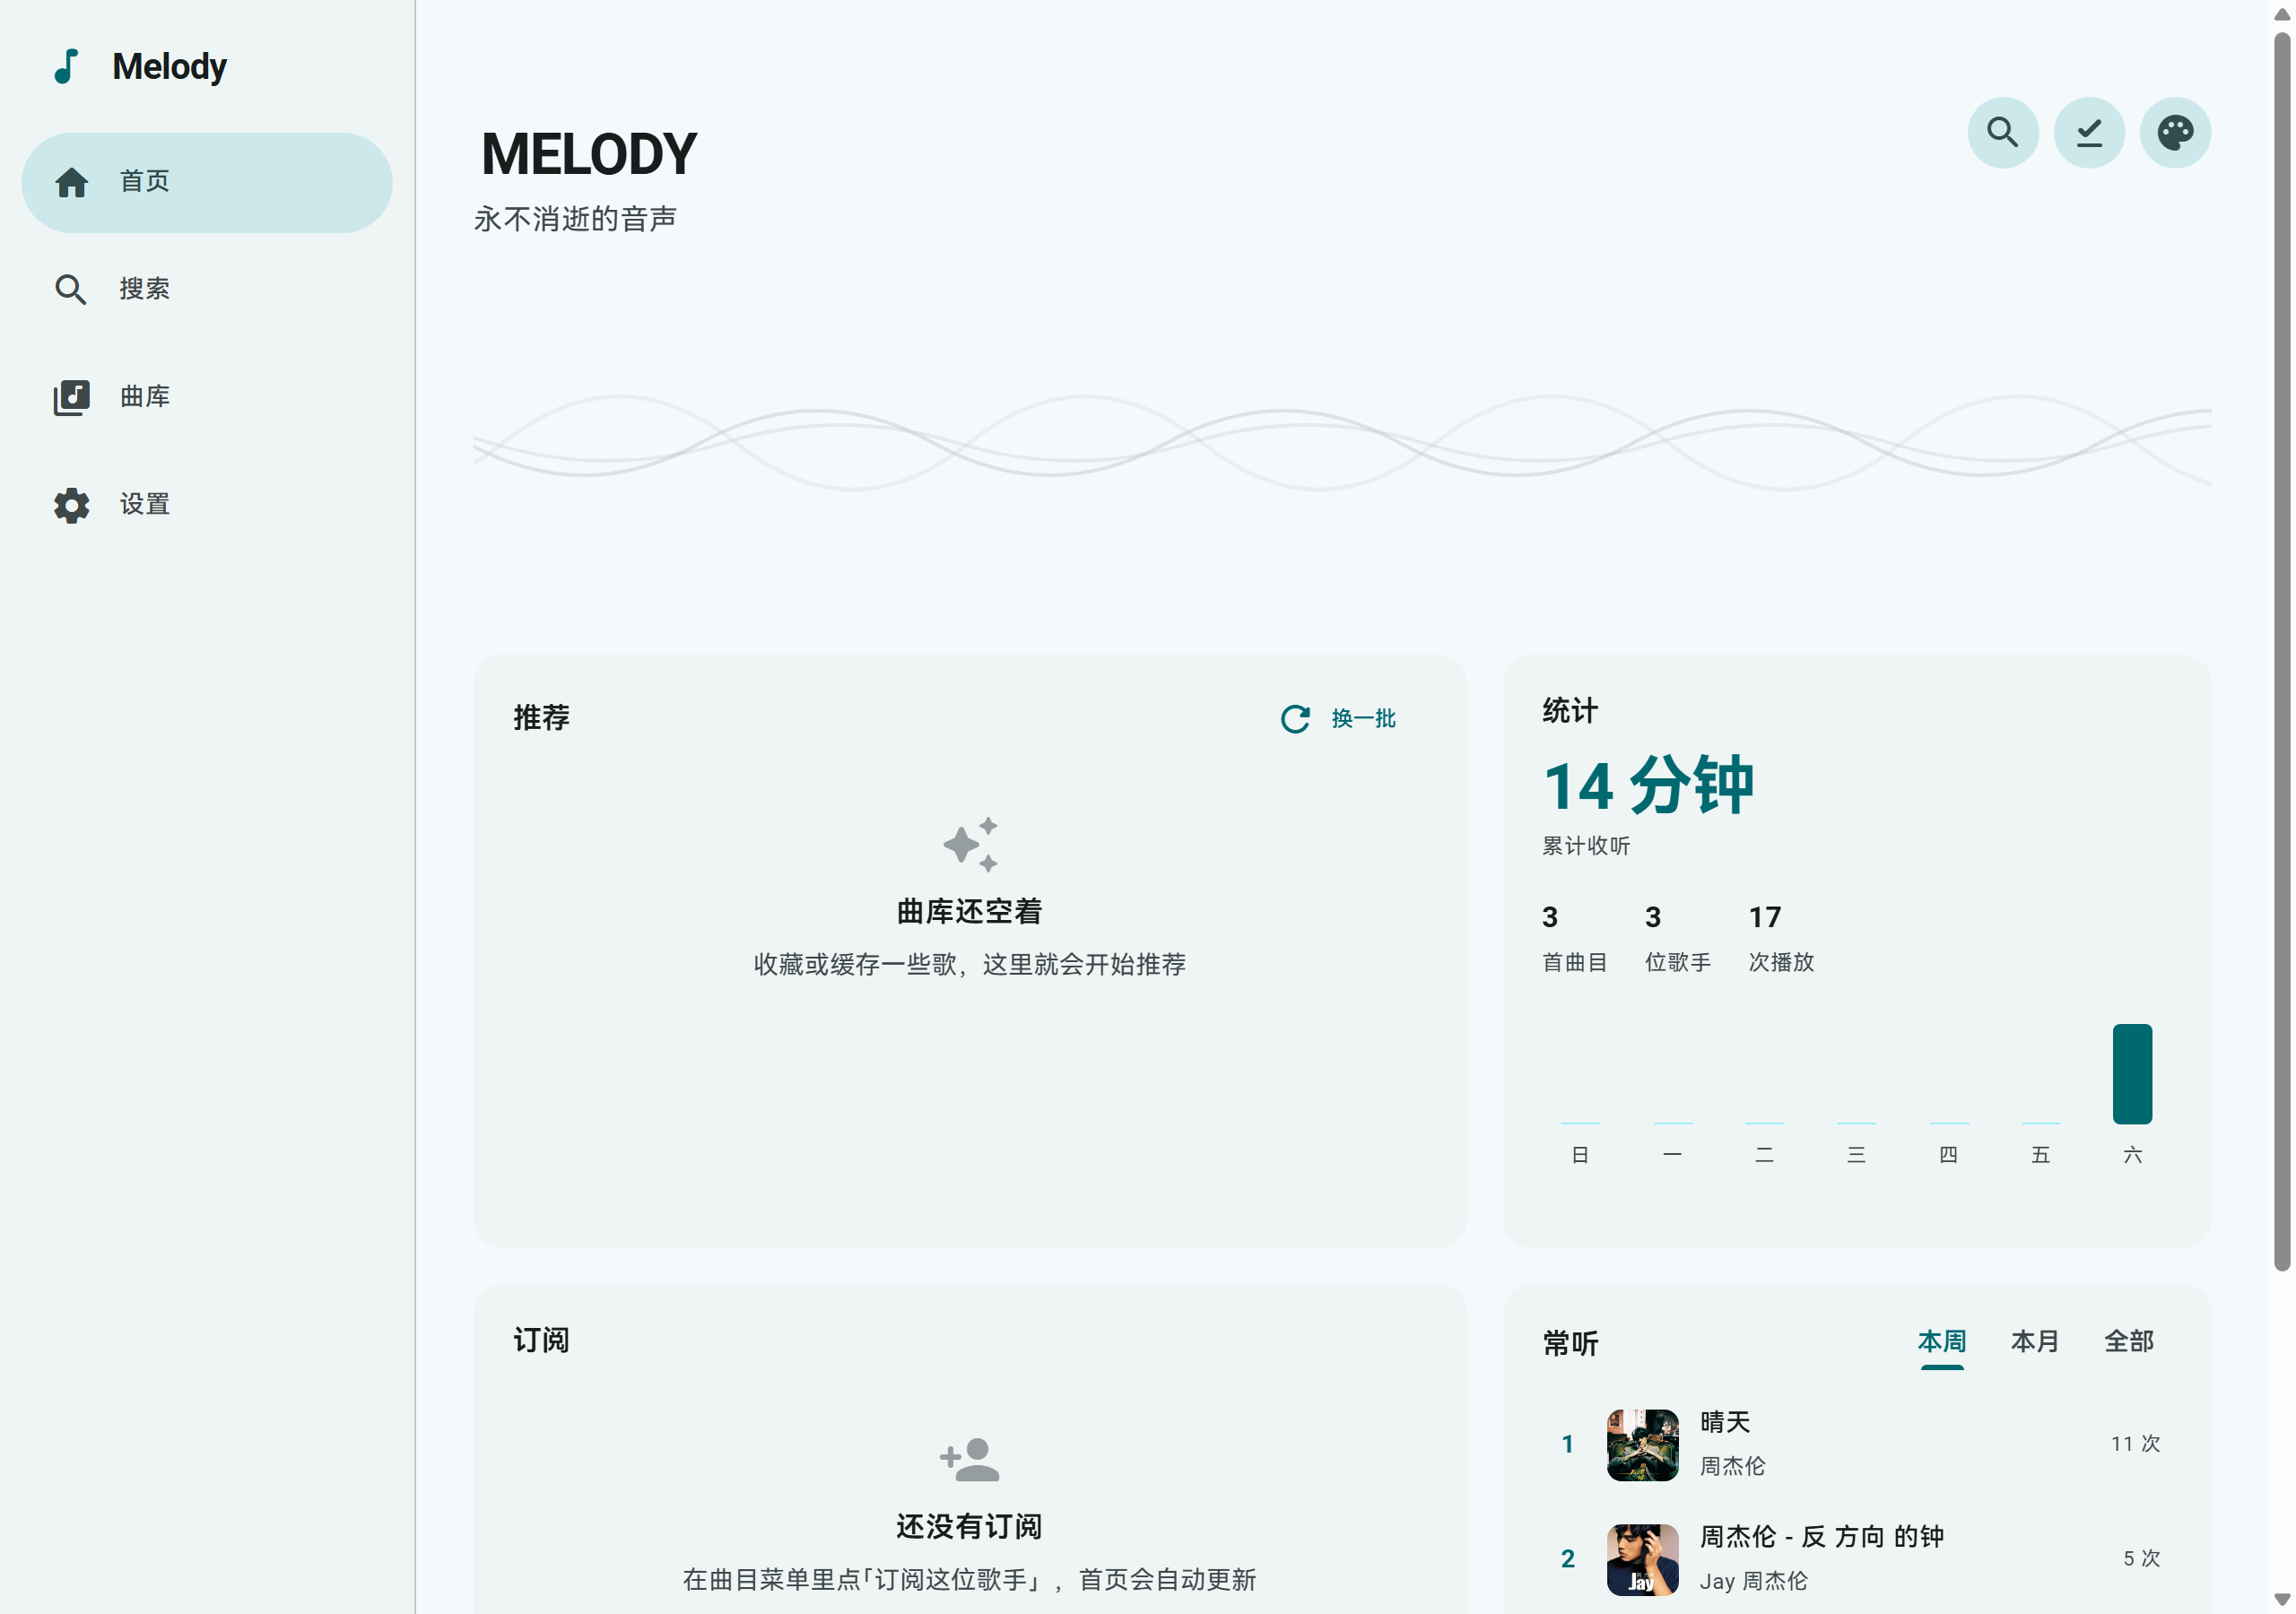 Melody
首页
搜索
曲库
设置
MELODY
永不消逝的音声
推荐
换一批
曲库还空着
收藏或缓存一些歌，这里就会开始推荐
统计
14 分钟
累计收听
3 3 17
首曲目 位歌手 次播放
日 一 二 三 四 五 六
订阅
还没有订阅
在曲目菜单里点「订阅这位歌手」，首页会自动更新
常听
本周 本月 全部
1
晴天
周杰伦
11 次
2
Jay
周杰伦 - 反 方向 的钟
Jay 周杰伦
5 次